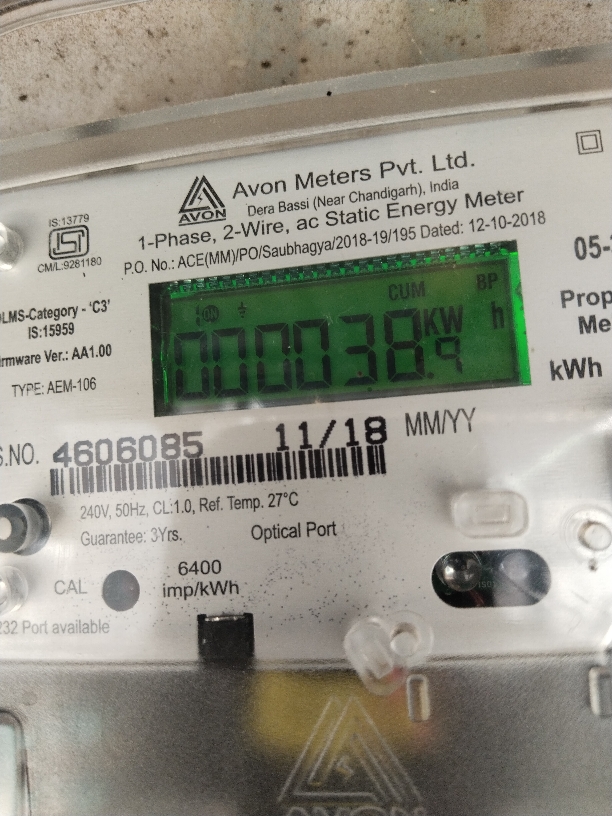 Avon Meters Pvt. Ltd.
AVON
Dera Bassi (Near Chandigarh), India
1-Phase, 2-Wire, ac Static Energy Meter
P.O. No.: ACE(MM)/PO/Saubhagya/2018-19/195 Dated: 12-10-2018
IS:13779
ISI
CM/L:9281180
DLMS-Category - 'C3'
IS:15959
Firmware Ver.: AA1.00
TYPE: AEM-106
CUM BP
000038.9 KW h
05-
Prop
Me
kWh
S.NO. 4606085 11/18 MM/YY
240V, 50Hz, CL:1.0, Ref. Temp. 27°C
Guarantee: 3Yrs. Optical Port
CAL
6400
imp/kWh
232 Port available
AVON